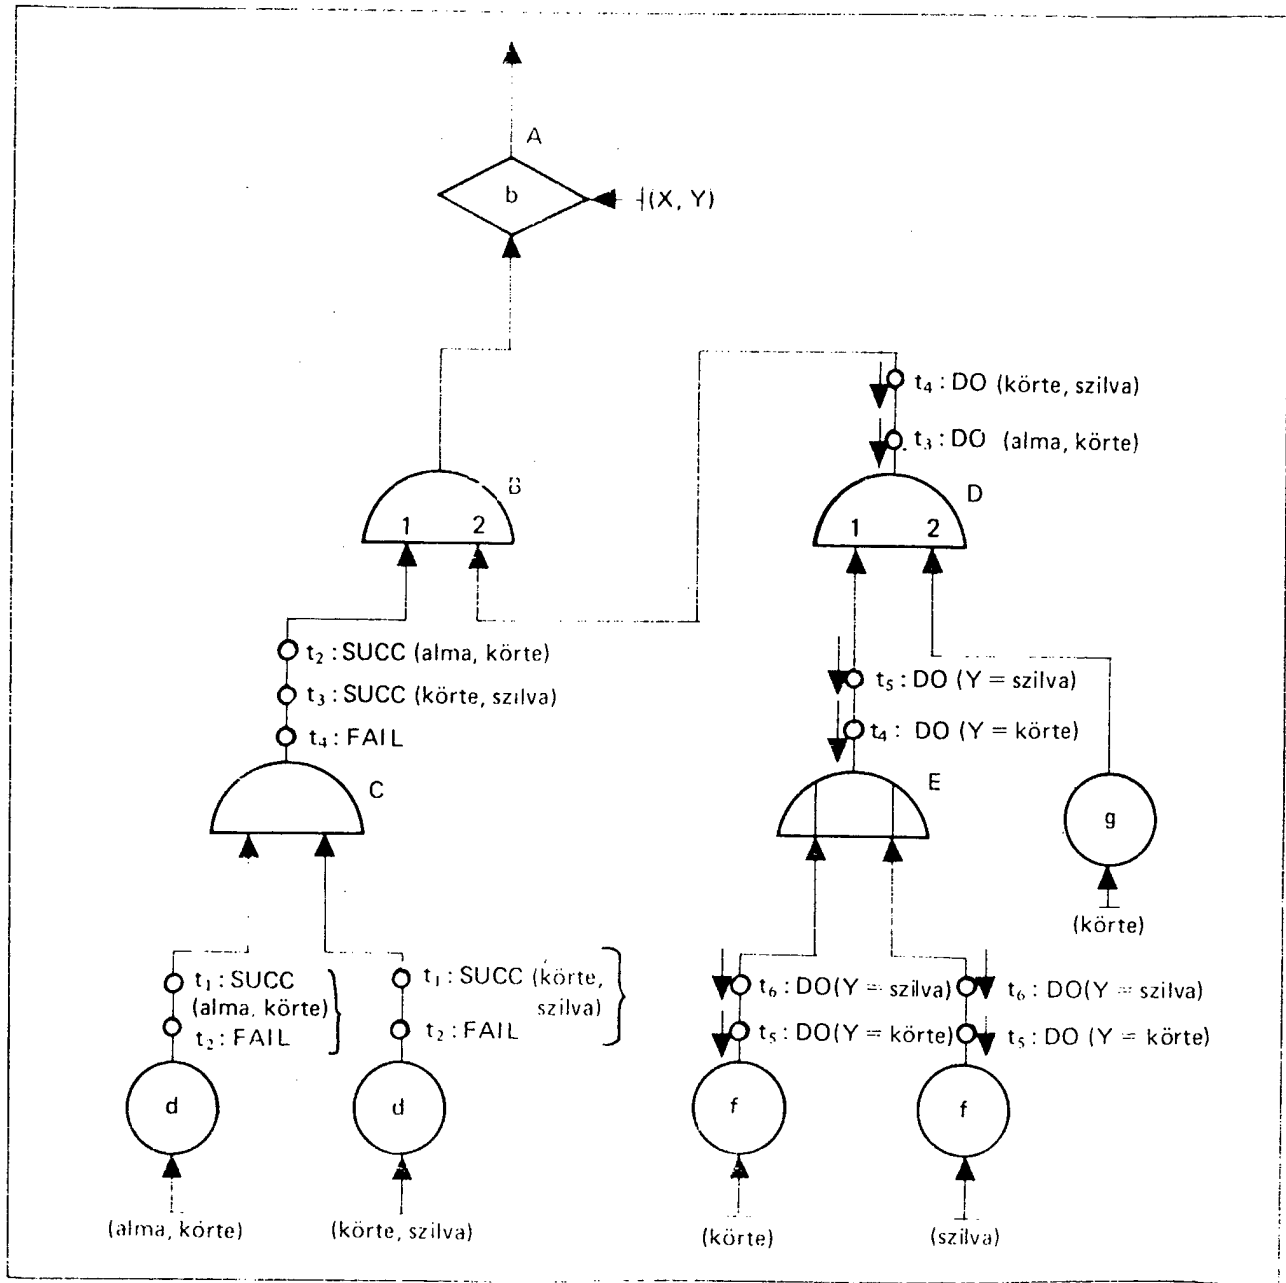 A
b
(X, Y)
t₄ : DO (körte, szilva)
t₃ : DO (alma, körte)
B
D
1 2
1 2
t₂ : SUCC (alma, körte)
t₃ : SUCC (körte, szilva)
t₄ : FAIL
t₅ : DO (Y = szilva)
t₄ : DO (Y = körte)
C
E
g
(körte)
t₁ : SUCC
(alma, körte)
t₂ : FAIL
t₁ : SUCC (körte,
szilva)
t₂ : FAIL
t₆ : DO(Y = szilva)
t₅ : DO(Y = körte)
t₆ : DO(Y = szilva)
t₅ : DO (Y = körte)
d
d
f
f
(alma, körte)
(körte, szilva)
(körte)
(szilva)